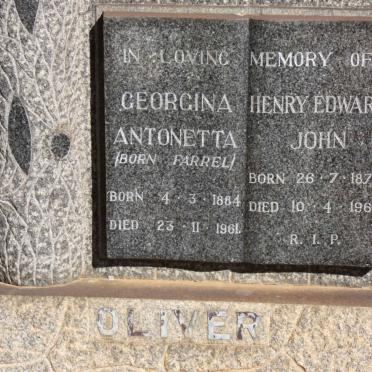 IN LOVING MEMORY OF
GEORGINA
ANTONETTA
(BORN FARREL)
BORN 4·3·1884
DIED 23·11·1961
HENRY EDWAR
JOHN
BORN 26·7·187
DIED 10·4·196
R. I. P.
OLIVER